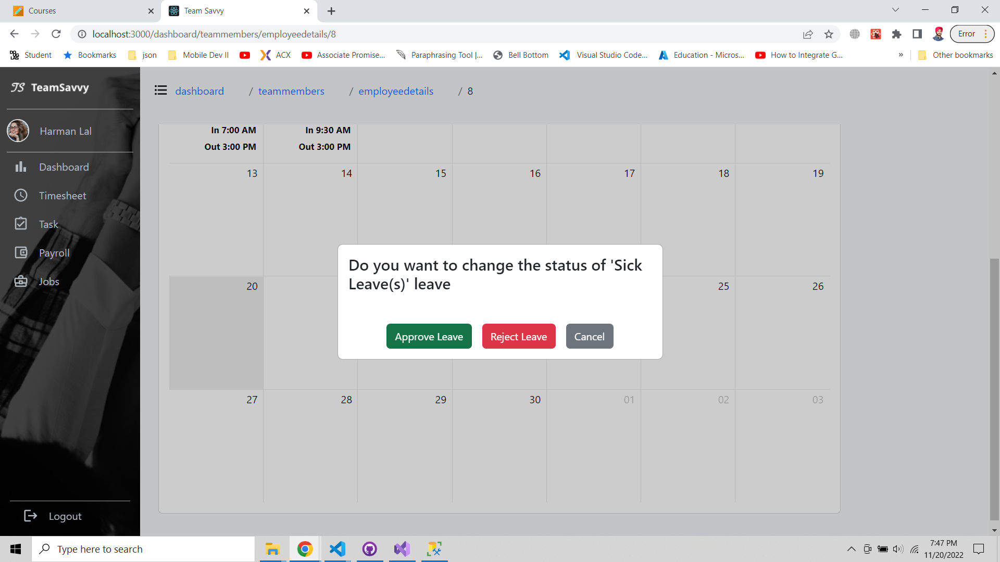 Courses
Team Savvy
localhost:3000/dashboard/teammembers/employeedetails/8
Error
Student
Bookmarks
json
Mobile Dev II
ACX
Associate Promise...
Paraphrasing Tool |...
Bell Bottom
Visual Studio Code...
Education - Micros...
How to Integrate G...
»
Other bookmarks
TS TeamSavvy
Harman Lal
Dashboard
Timesheet
Task
Payroll
Jobs
Logout
dashboard / teammembers / employeedetails / 8
In 7:00 AM
Out 3:00 PM
In 9:30 AM
Out 3:00 PM
13 14 15 16 17 18 19
20 25 26
27 28 29 30 01 02 03
Do you want to change the status of 'Sick
Leave(s)' leave
Approve Leave
Reject Leave
Cancel
Type here to search
7:47 PM
11/20/2022